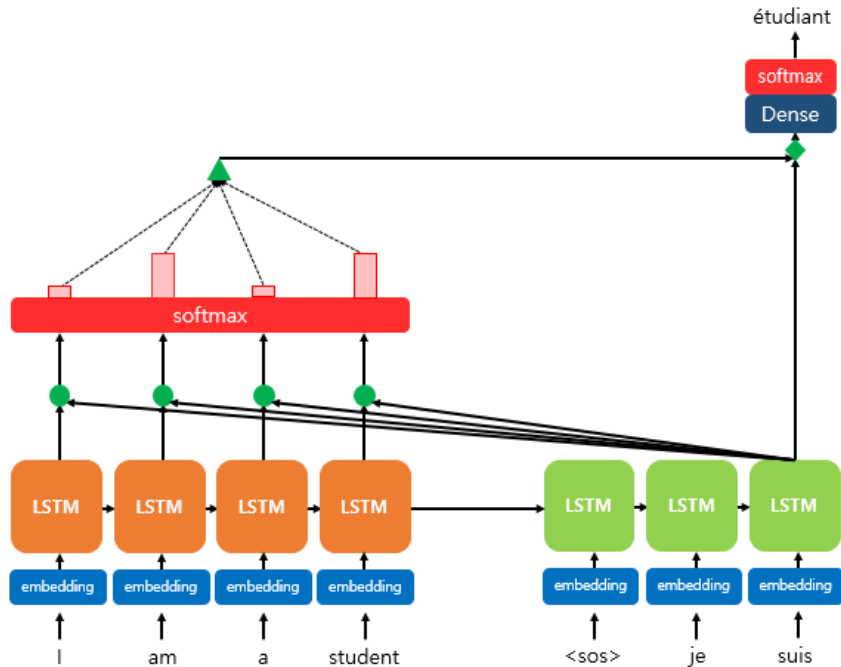 étudiant
softmax
Dense
softmax
LSTM LSTM LSTM LSTM LSTM LSTM LSTM
embedding embedding embedding embedding embedding embedding embedding
I am a student <sos> je suis